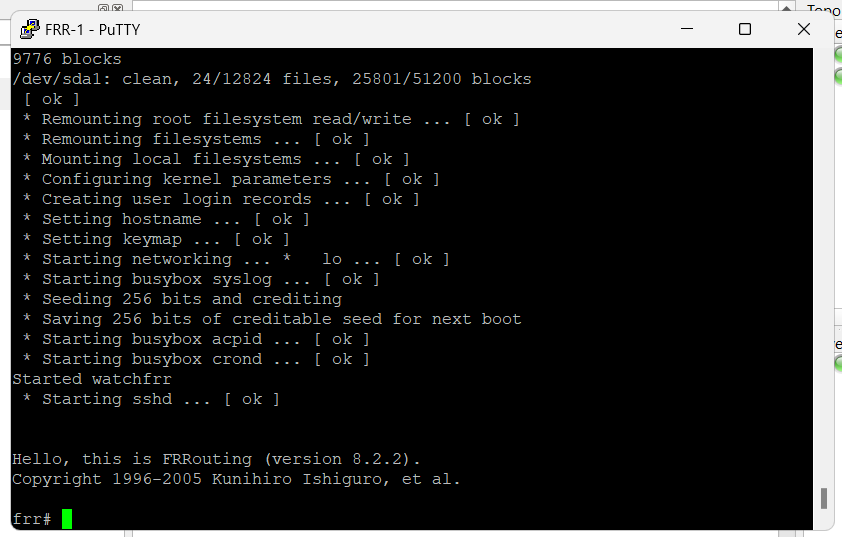 Topo
FRR-1 - PuTTY
9776 blocks
/dev/sda1: clean, 24/12824 files, 25801/51200 blocks
 [ ok ]
 * Remounting root filesystem read/write ... [ ok ]
 * Remounting filesystems ... [ ok ]
 * Mounting local filesystems ... [ ok ]
 * Configuring kernel parameters ... [ ok ]
 * Creating user login records ... [ ok ]
 * Setting hostname ... [ ok ]
 * Setting keymap ... [ ok ]
 * Starting networking ... *   lo ... [ ok ]
 * Starting busybox syslog ... [ ok ]
 * Seeding 256 bits and crediting
 * Saving 256 bits of creditable seed for next boot
 * Starting busybox acpid ... [ ok ]
 * Starting busybox crond ... [ ok ]
Started watchfrr
 * Starting sshd ... [ ok ]
Hello, this is FRRouting (version 8.2.2).
Copyright 1996-2005 Kunihiro Ishiguro, et al.
frr#